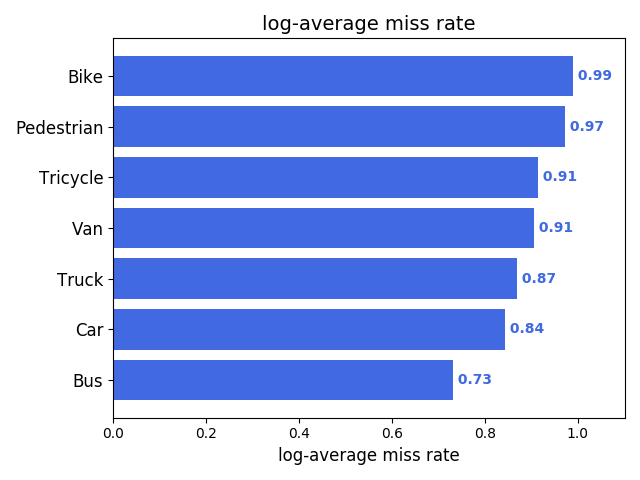 log-average miss rate
Bike 0.99
Pedestrian 0.97
Tricycle 0.91
Van 0.91
Truck 0.87
Car 0.84
Bus 0.73
0.0 0.2 0.4 0.6 0.8 1.0
log-average miss rate